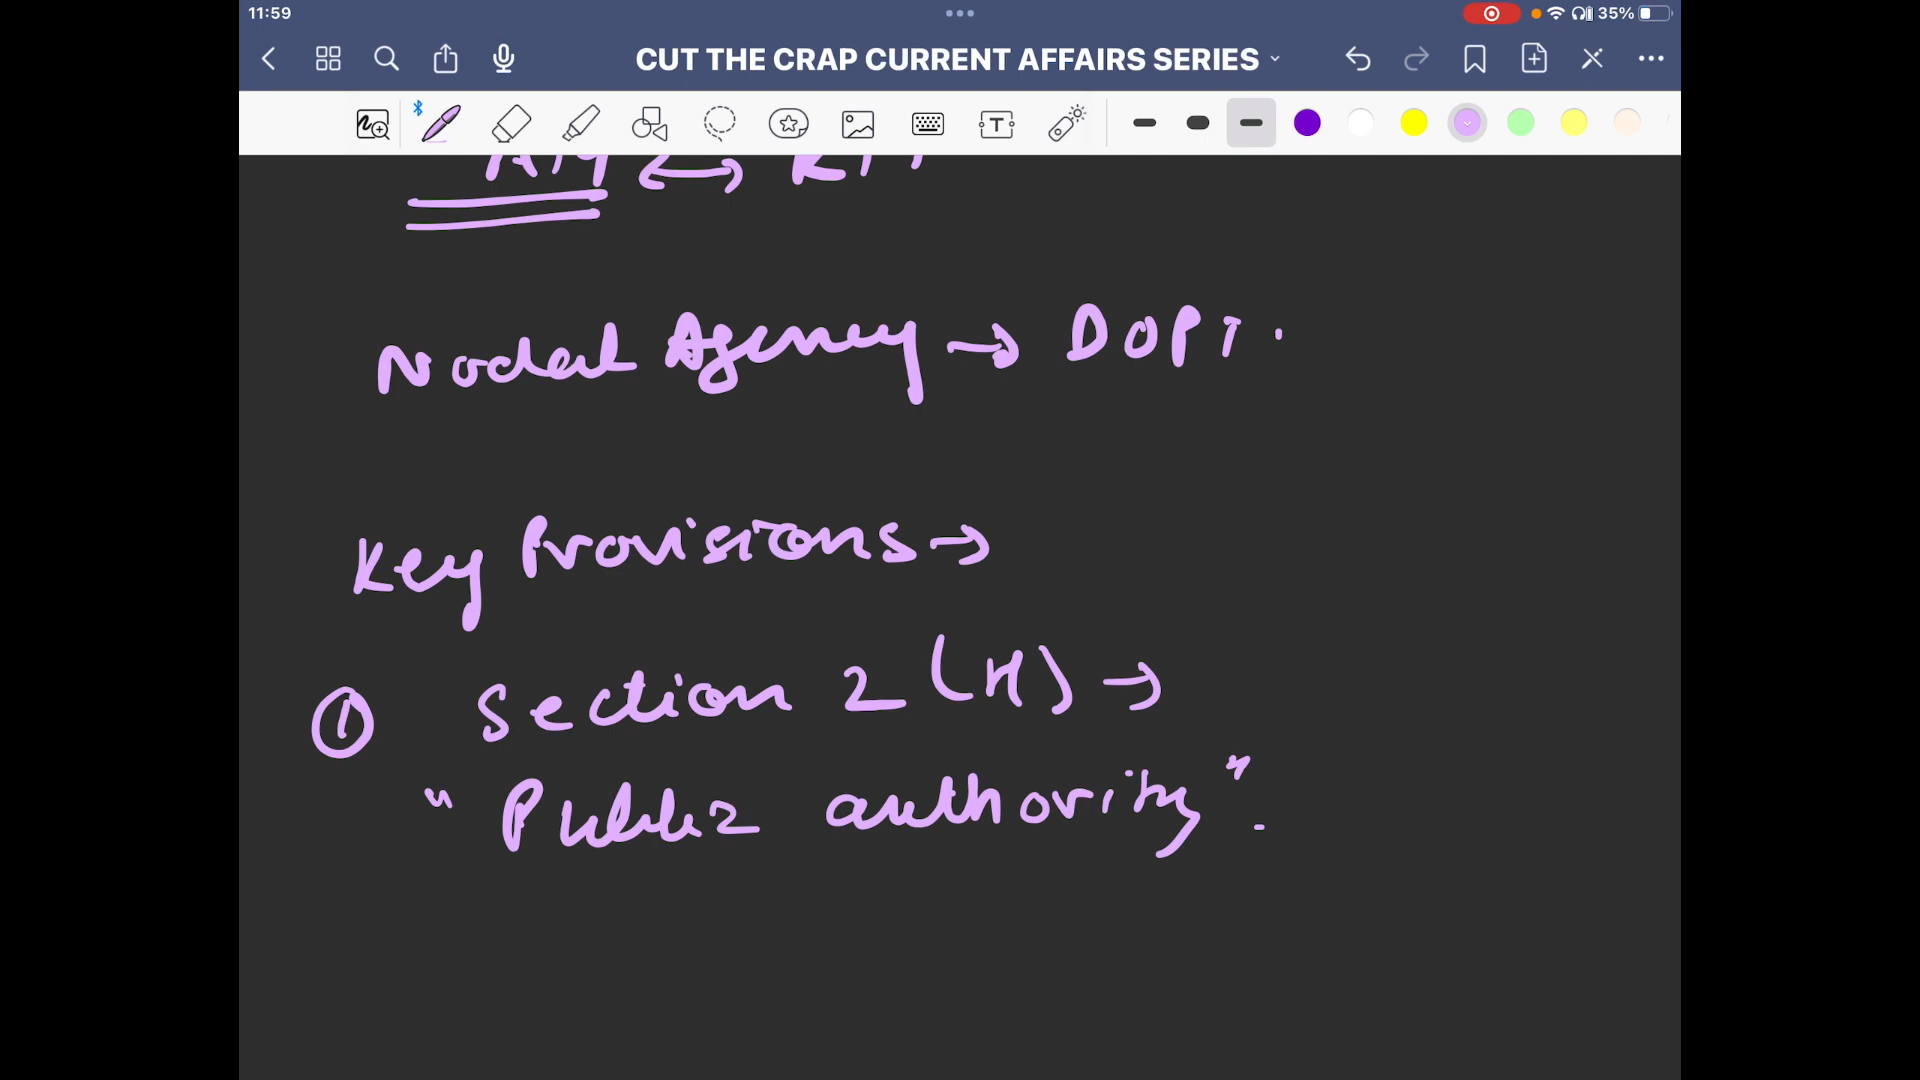 11:59
35%
CUT THE CRAP CURRENT AFFAIRS SERIES
Nodal Agency → DOPT.
Key Provisions →
① Section 2 (H) →
"Public authority".